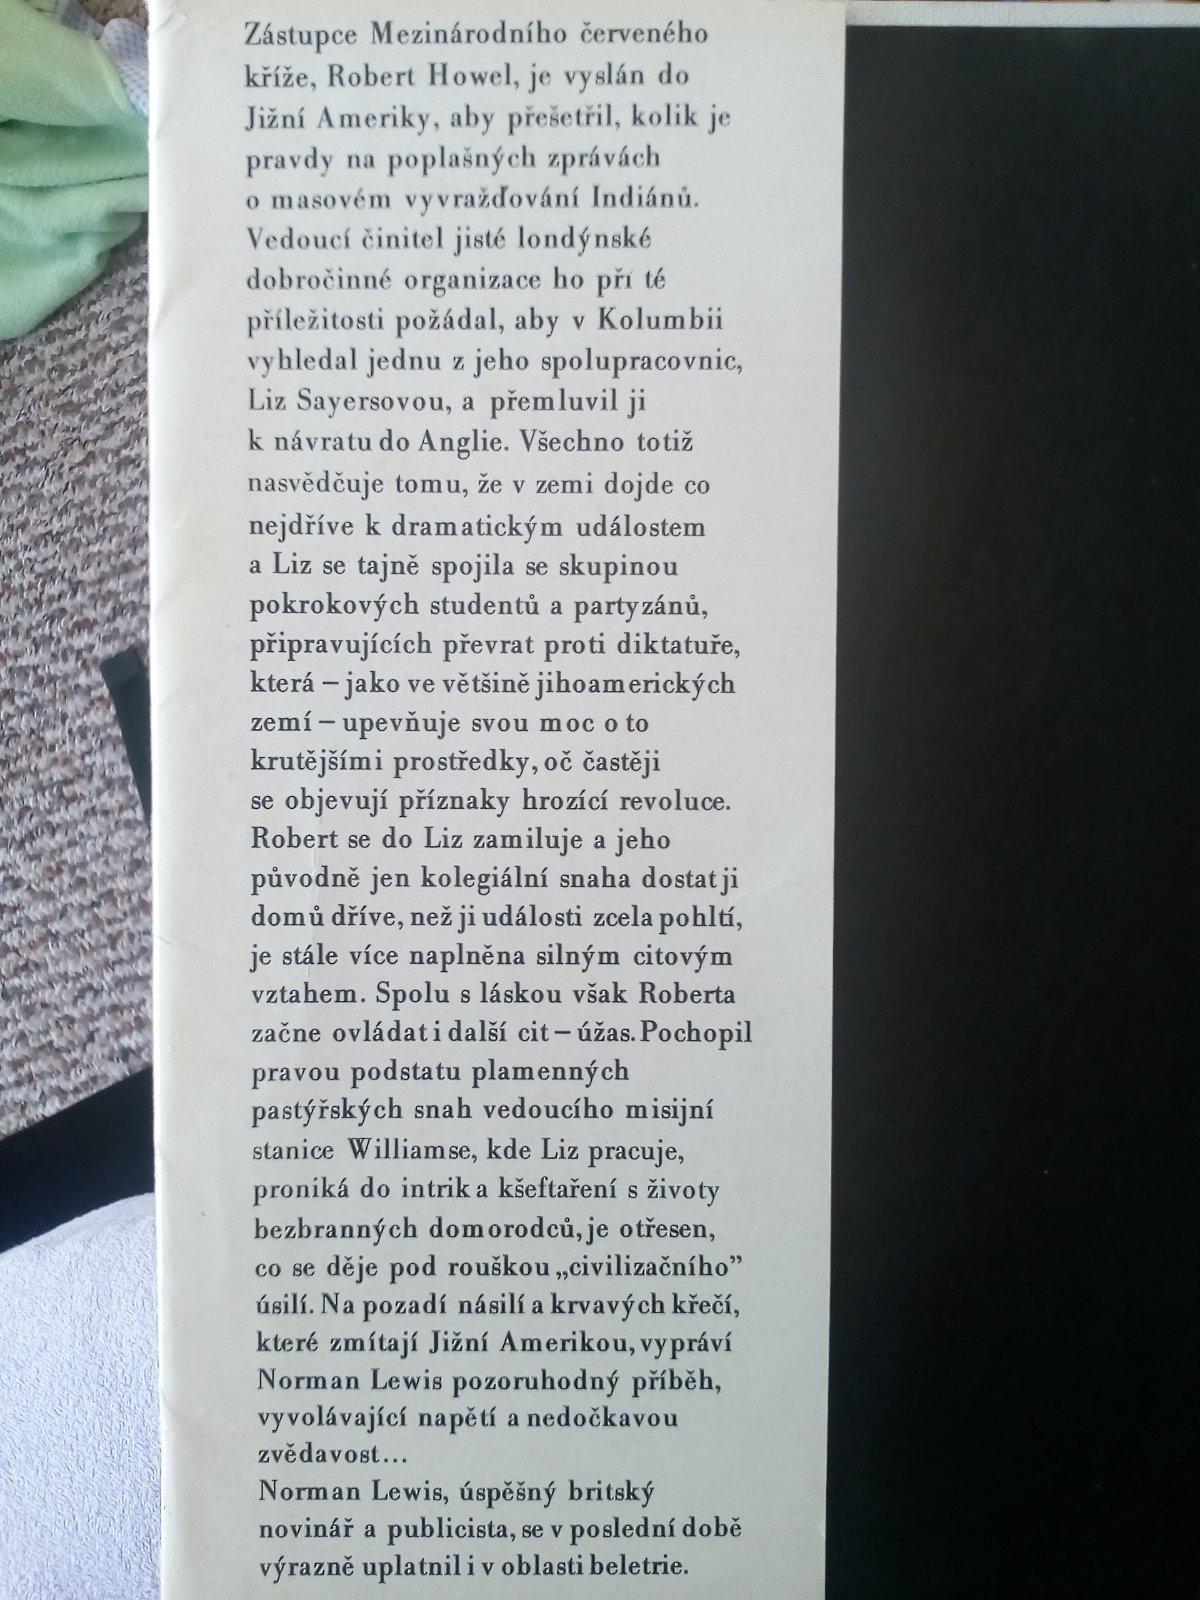 Zástupce Mezinárodního červeného
kříže, Robert Howel, je vyslán do
Jižní Ameriky, aby přešetřil, kolik je
pravdy na poplašných zprávách
o masovém vyvražďování Indiánů.
Vedoucí činitel jisté londýnské
dobročinné organizace ho při té
příležitosti požádal, aby v Kolumbii
vyhledal jednu z jeho spolupracovnic,
Liz Sayersovou, a přemluvil ji
k návratu do Anglie. Všechno totiž
nasvědčuje tomu, že v zemi dojde co
nejdříve k dramatickým událostem
a Liz se tajně spojila se skupinou
pokrokových studentů a partyzánů,
připravujících převrat proti diktatuře,
která – jako ve většině jihoamerických
zemí – upevňuje svou moc o to
krutějšími prostředky, oč častěji
se objevují příznaky hrozící revoluce.
Robert se do Liz zamiluje a jeho
původně jen kolegiální snaha dostat ji
domů dříve, než ji události zcela pohltí,
je stále více naplněna silným citovým
vztahem. Spolu s láskou však Roberta
začne ovládat i další cit – úžas. Pochopil
pravou podstatu plamenných
pastýřských snah vedoucího misijní
stanice Williamse, kde Liz pracuje,
proniká do intrik a kšeftaření s životy
bezbranných domorodců, je otřesen,
co se děje pod rouškou „civilizačního”
úsilí. Na pozadí násilí a krvavých křečí,
které zmítají Jižní Amerikou, vypráví
Norman Lewis pozoruhodný příběh,
vyvolávající napětí a nedočkavou
zvědavost...
Norman Lewis, úspěšný britský
novinář a publicista, se v poslední době
výrazně uplatnil i v oblasti beletrie.